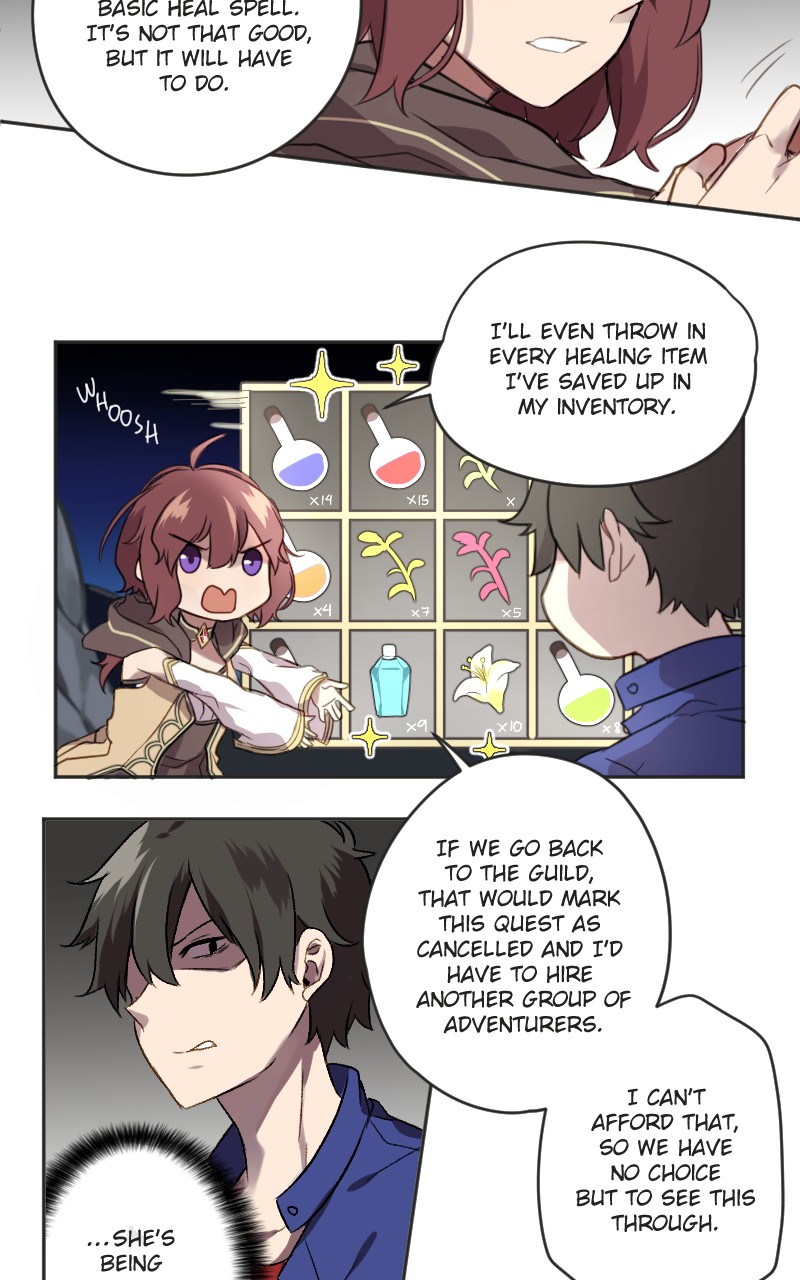 BASIC HEAL SPELL.
IT'S NOT THAT GOOD,
BUT IT WILL HAVE
TO DO.
I'LL EVEN THROW IN
EVERY HEALING ITEM
I'VE SAVED UP IN
MY INVENTORY.
WHOOSH
x14
x15
x
x4
x7
x5
x9
x10
x8
IF WE GO BACK
TO THE GUILD,
THAT WOULD MARK
THIS QUEST AS
CANCELLED AND I'D
HAVE TO HIRE
ANOTHER GROUP OF
ADVENTURERS.
I CAN'T
AFFORD THAT,
SO WE HAVE
NO CHOICE
BUT TO SEE THIS
THROUGH.
...SHE'S
BEING